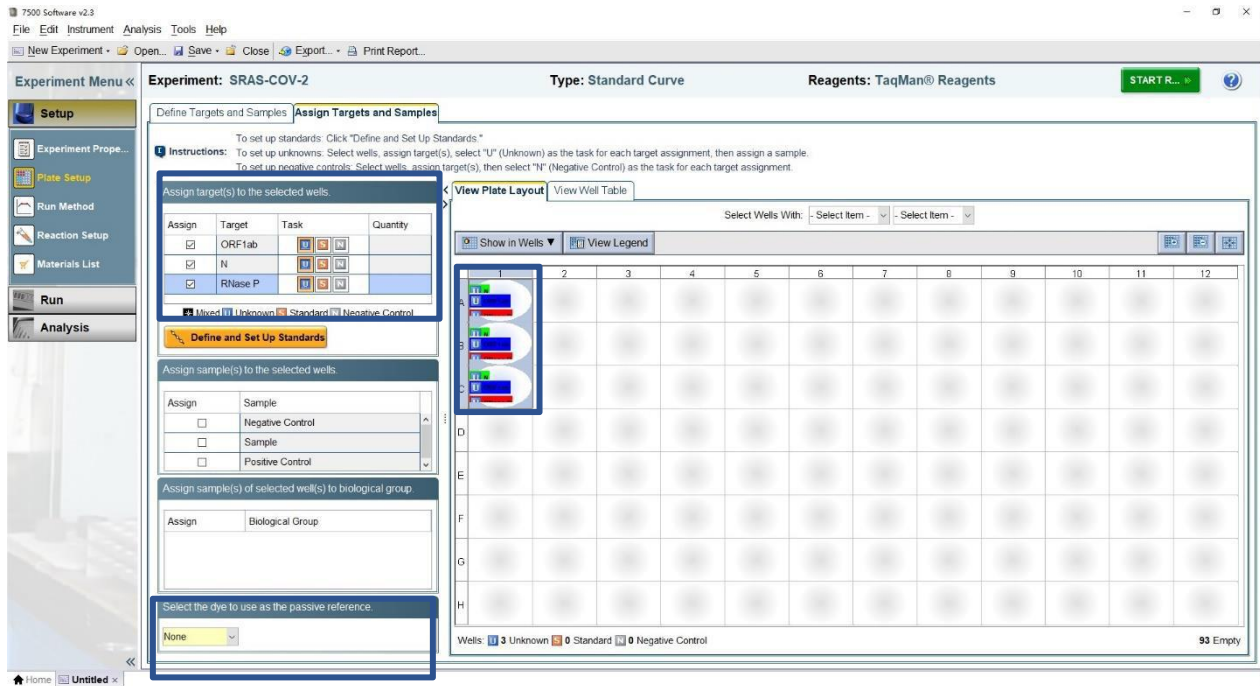 7500 Software v2.3
File Edit Instrument Analysis Tools Help
New Experiment Open... Save Close Export... Print Report...
Experiment Menu «
Experiment: SRAS-COV-2 Type: Standard Curve Reagents: TaqMan® Reagents START R...
Setup
Experiment Prope...
Plate Setup
Run Method
Reaction Setup
Materials List
Run
Analysis
Define Targets and Samples Assign Targets and Samples
Instructions:
To set up standards: Click "Define and Set Up Standards."
To set up unknowns: Select wells, assign target(s), select "U" (Unknown) as the task for each target assignment, then assign a sample.
To set up negative controls: Select wells, assign target(s), then select "N" (Negative Control) as the task for each target assignment.
Assign target(s) to the selected wells.
Assign Target Task Quantity
ORF1ab U S N
N U S N
RNase P U S N
Mixed U Unknown S Standard N Negative Control
Define and Set Up Standards
Assign sample(s) to the selected wells.
Assign Sample
Negative Control
Sample
Positive Control
Assign sample(s) of selected well(s) to biological group.
Assign Biological Group
Select the dye to use as the passive reference.
None
View Plate Layout View Well Table
Select Wells With: - Select Item - - Select Item -
Show in Wells ▼ View Legend
1 2 3 4 5 6 7 8 9 10 11 12
A N
U
B N
U
C N
U
D
E
F
G
H
Wells: U 3 Unknown S 0 Standard N 0 Negative Control 93 Empty
Home Untitled ×